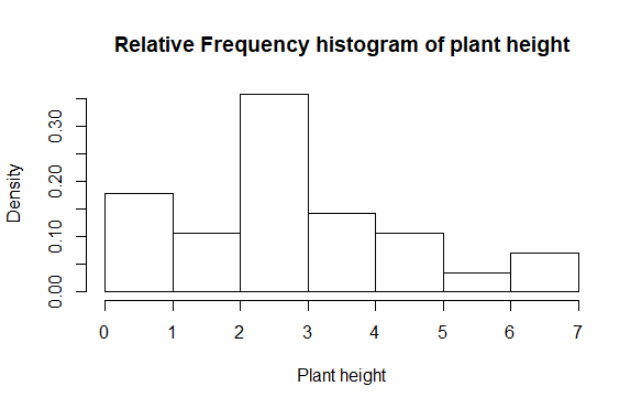 Relative Frequency histogram of plant height
Density
0.30
0.20
0.10
0.00
0 1 2 3 4 5 6 7
Plant height